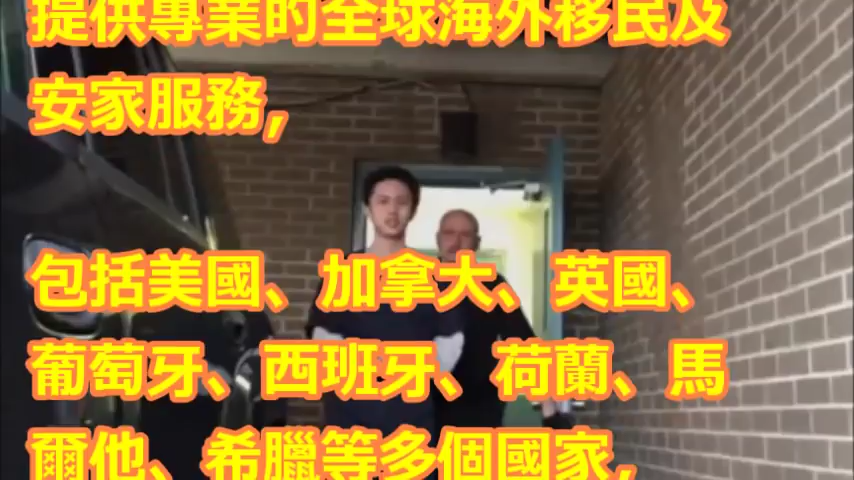 提供專業的全球海外移民及
安家服務,
包括美國、加拿大、英國、
葡萄牙、西班牙、荷蘭、馬
爾他、希臘等多個國家,